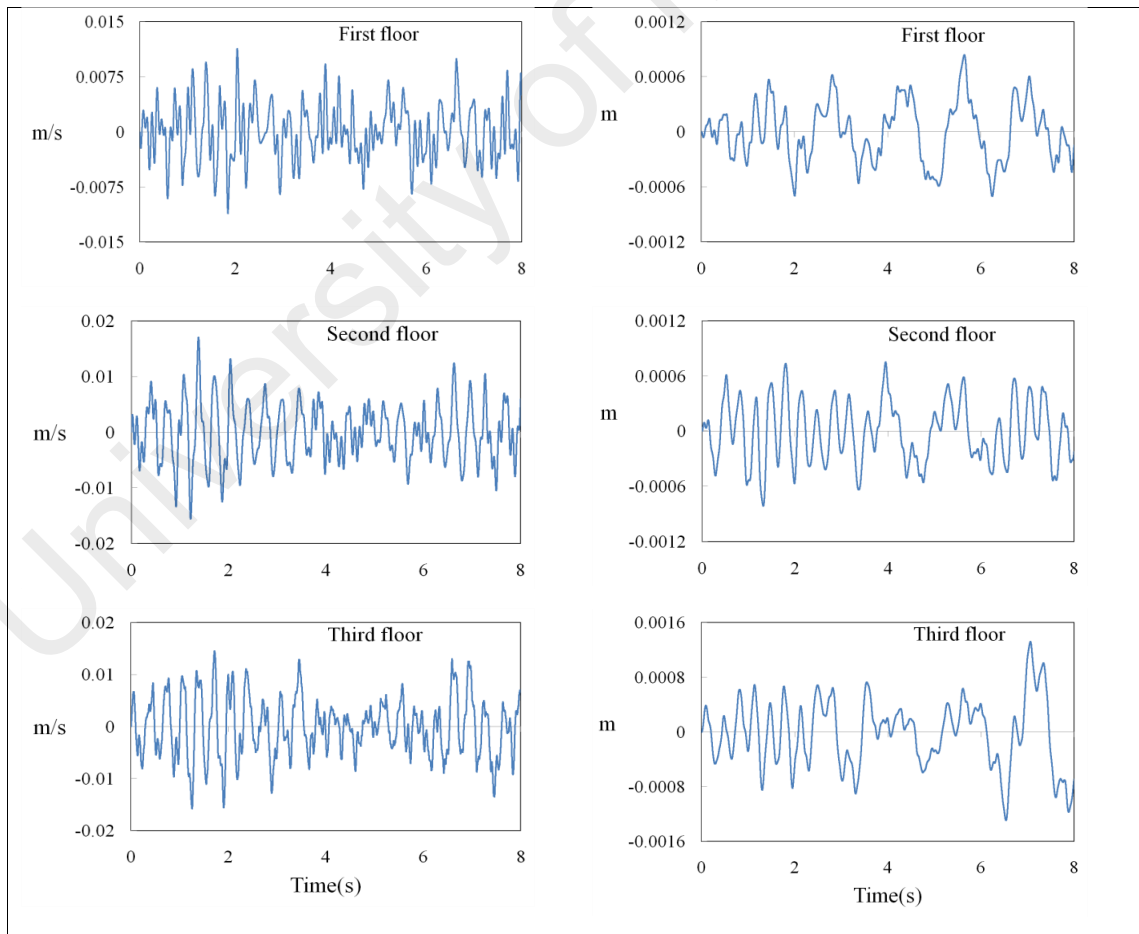 University of M
First floor
0.015
0.0075
0
-0.0075
-0.015
m/s
0 2 4 6 8
First floor
0.0012
0.0006
0
-0.0006
-0.0012
m
0 2 4 6 8
Second floor
0.02
0.01
0
-0.01
-0.02
m/s
0 2 4 6 8
Second floor
0.0012
0.0006
0
-0.0006
-0.0012
m
0 2 4 6 8
Third floor
0.02
0.01
0
-0.01
-0.02
m/s
0 2 4 6 8
Time(s)
Third floor
0.0016
0.0008
0
-0.0008
-0.0016
m
0 2 4 6 8
Time(s)